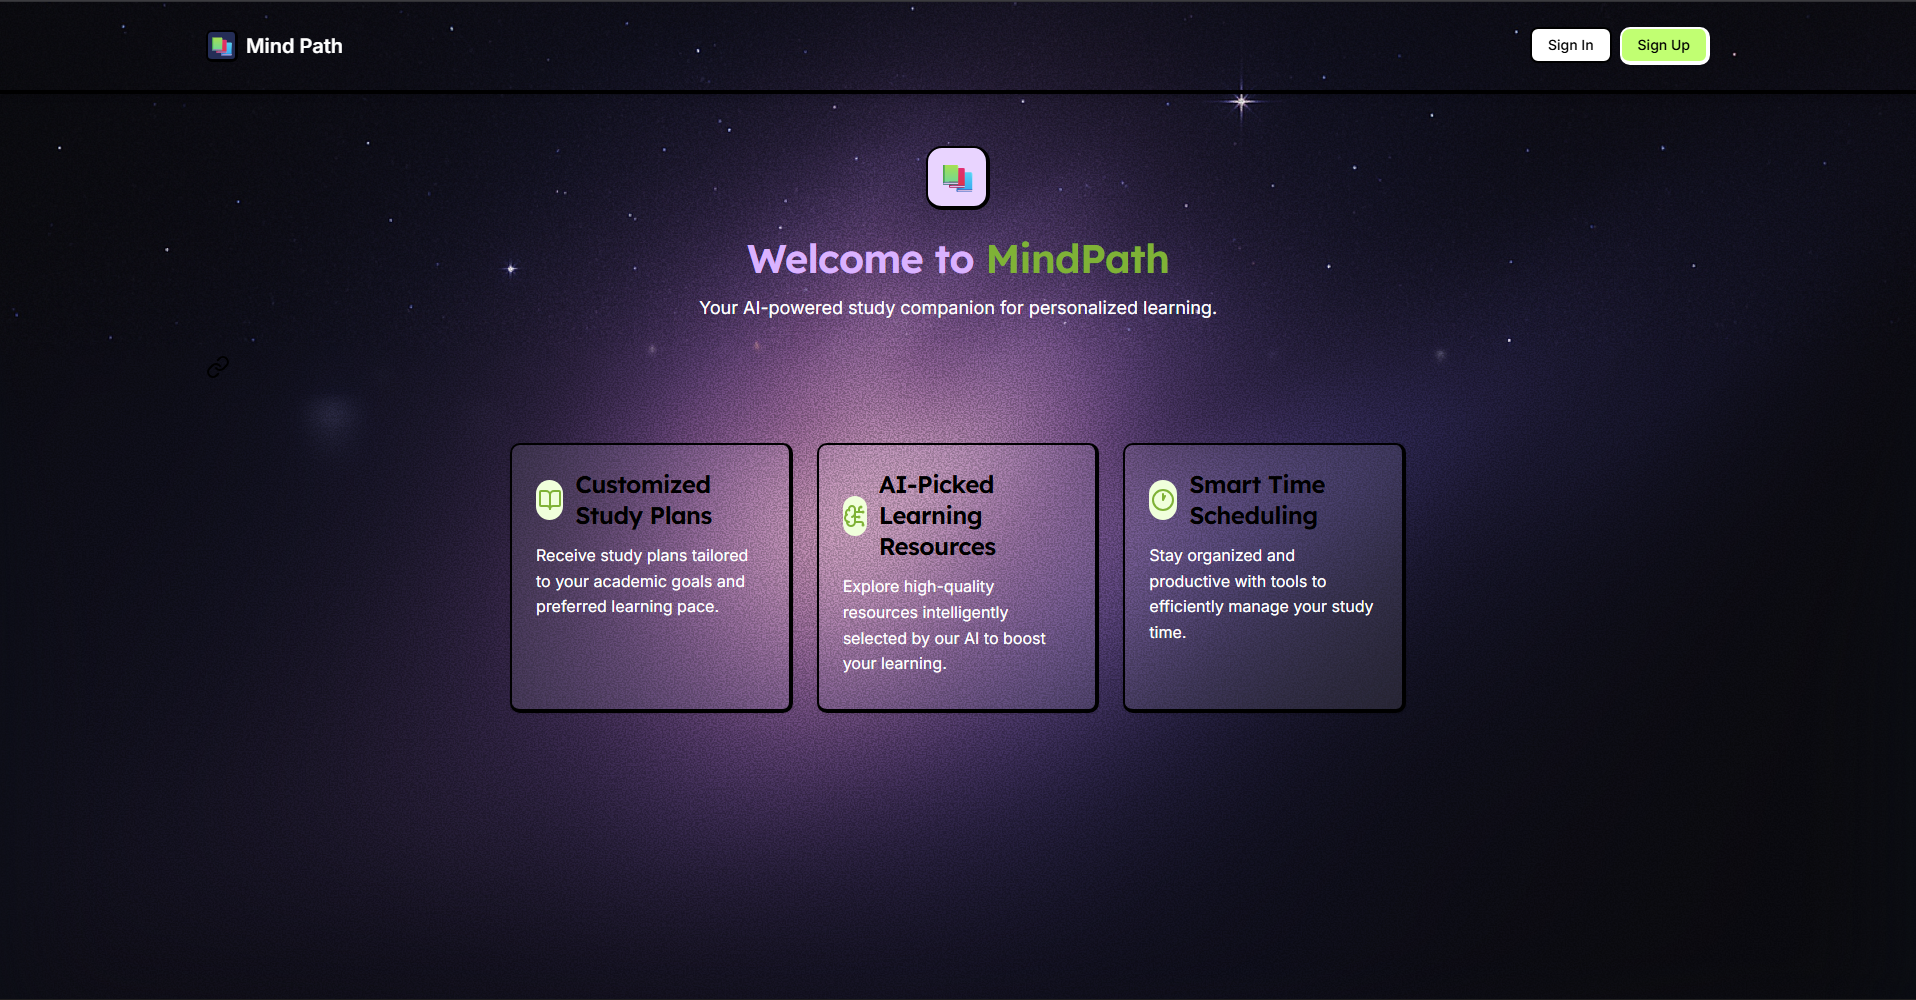 Mind Path
Sign In
Sign Up
Welcome to MindPath
Your AI-powered study companion for personalized learning.
Customized
Study Plans
Receive study plans tailored
to your academic goals and
preferred learning pace.
AI-Picked
Learning
Resources
Explore high-quality
resources intelligently
selected by our AI to boost
your learning.
Smart Time
Scheduling
Stay organized and
productive with tools to
efficiently manage your study
time.